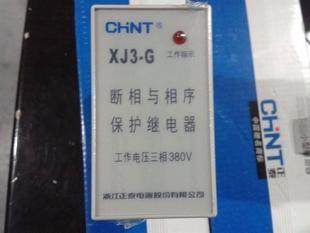 CHNT
XJ3-G
工作指示
断相与相序
保护继电器
工作电压三相380V
浙江正泰电器股份有限公司
CHNT
正泰